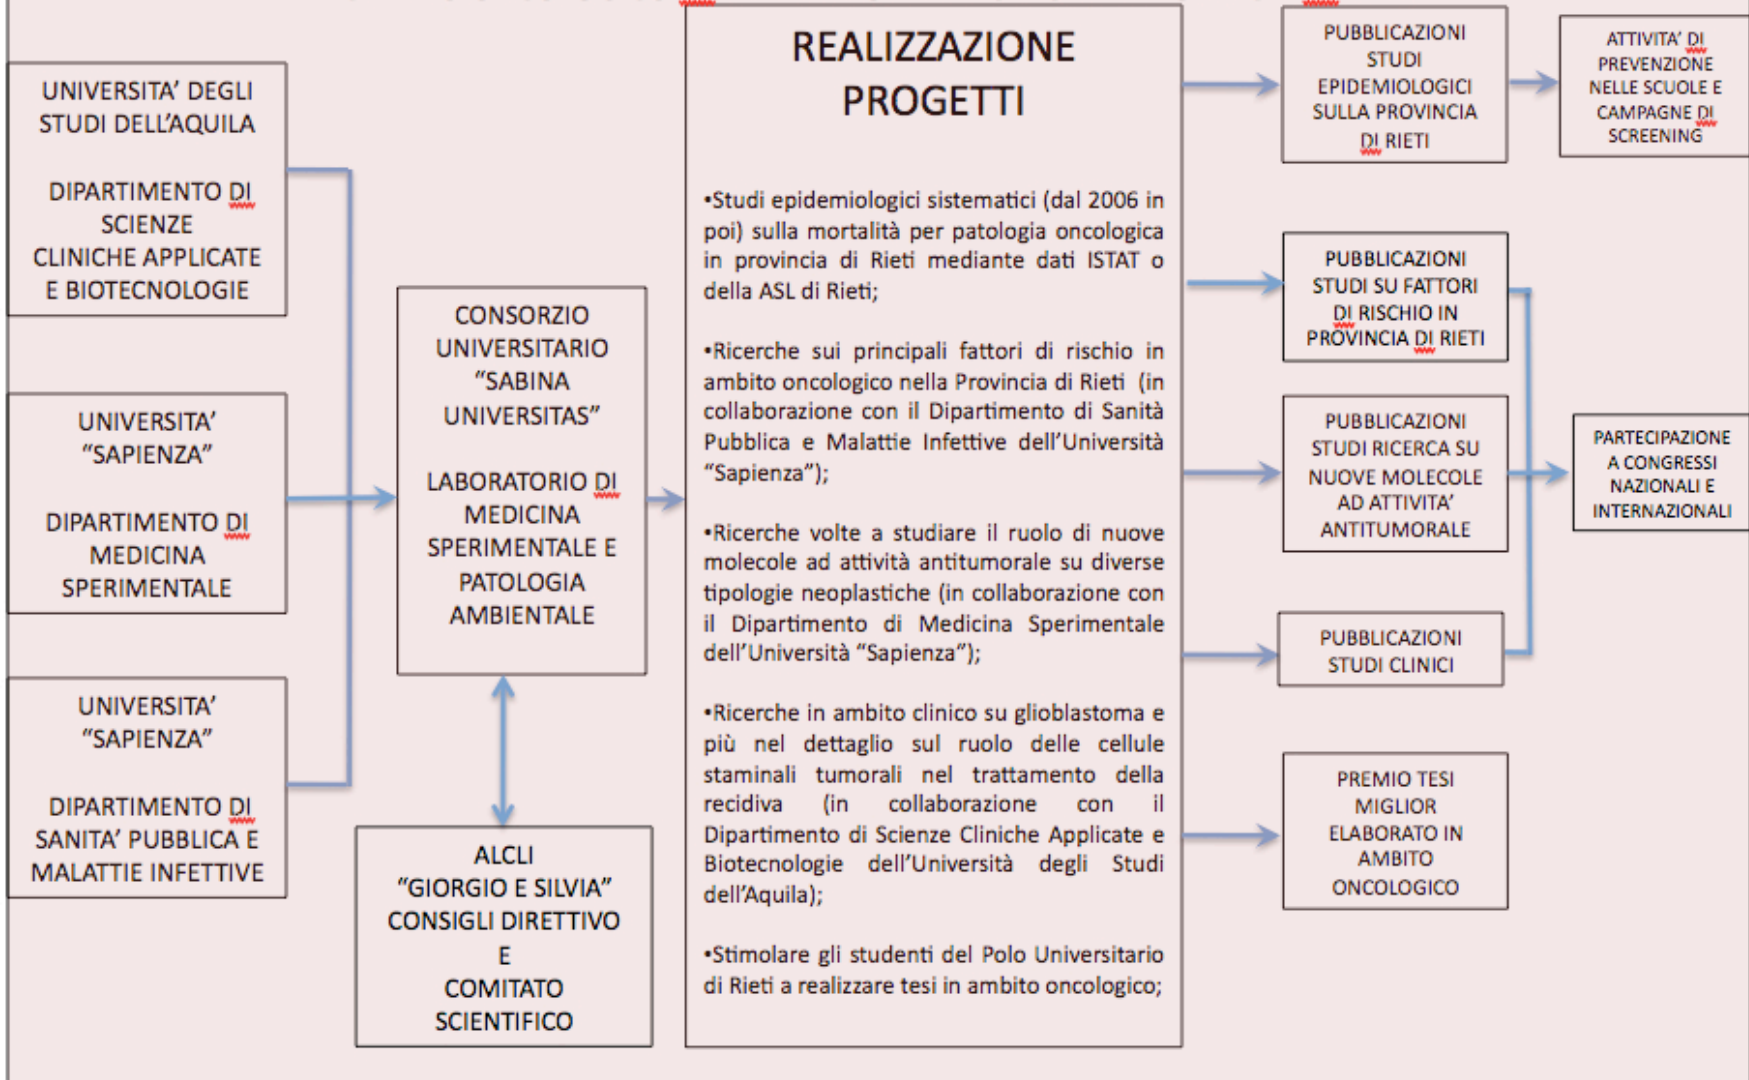 UNIVERSITA’ DEGLI
STUDI DELL’AQUILA
DIPARTIMENTO DI
SCIENZE
CLINICHE APPLICATE
E BIOTECNOLOGIE
UNIVERSITA’
“SAPIENZA”
DIPARTIMENTO DI
MEDICINA
SPERIMENTALE
UNIVERSITA’
“SAPIENZA”
DIPARTIMENTO DI
SANITA’ PUBBLICA E
MALATTIE INFETTIVE
CONSORZIO
UNIVERSITARIO
“SABINA
UNIVERSITAS”
LABORATORIO DI
MEDICINA
SPERIMENTALE E
PATOLOGIA
AMBIENTALE
ALCLI
“GIORGIO E SILVIA”
CONSIGLI DIRETTIVO
E
COMITATO
SCIENTIFICO
REALIZZAZIONE
PROGETTI
•Studi epidemiologici sistematici (dal 2006 in
poi) sulla mortalità per patologia oncologica
in provincia di Rieti mediante dati ISTAT o
della ASL di Rieti;
•Ricerche sui principali fattori di rischio in
ambito oncologico nella Provincia di Rieti (in
collaborazione con il Dipartimento di Sanità
Pubblica e Malattie Infettive dell’Università
“Sapienza”);
•Ricerche volte a studiare il ruolo di nuove
molecole ad attività antitumorale su diverse
tipologie neoplastiche (in collaborazione con
il Dipartimento di Medicina Sperimentale
dell’Università “Sapienza”);
•Ricerche in ambito clinico su glioblastoma e
più nel dettaglio sul ruolo delle cellule
staminali tumorali nel trattamento della
recidiva (in collaborazione con il
Dipartimento di Scienze Cliniche Applicate e
Biotecnologie dell’Università degli Studi
dell’Aquila);
•Stimolare gli studenti del Polo Universitario
di Rieti a realizzare tesi in ambito oncologico;
PUBBLICAZIONI
STUDI
EPIDEMIOLOGICI
SULLA PROVINCIA
DI RIETI
ATTIVITA’ DI
PREVENZIONE
NELLE SCUOLE E
CAMPAGNE DI
SCREENING
PUBBLICAZIONI
STUDI SU FATTORI
DI RISCHIO IN
PROVINCIA DI RIETI
PUBBLICAZIONI
STUDI RICERCA SU
NUOVE MOLECOLE
AD ATTIVITA’
ANTITUMORALE
PARTECIPAZIONE
A CONGRESSI
NAZIONALI E
INTERNAZIONALI
PUBBLICAZIONI
STUDI CLINICI
PREMIO TESI
MIGLIOR
ELABORATO IN
AMBITO
ONCOLOGICO